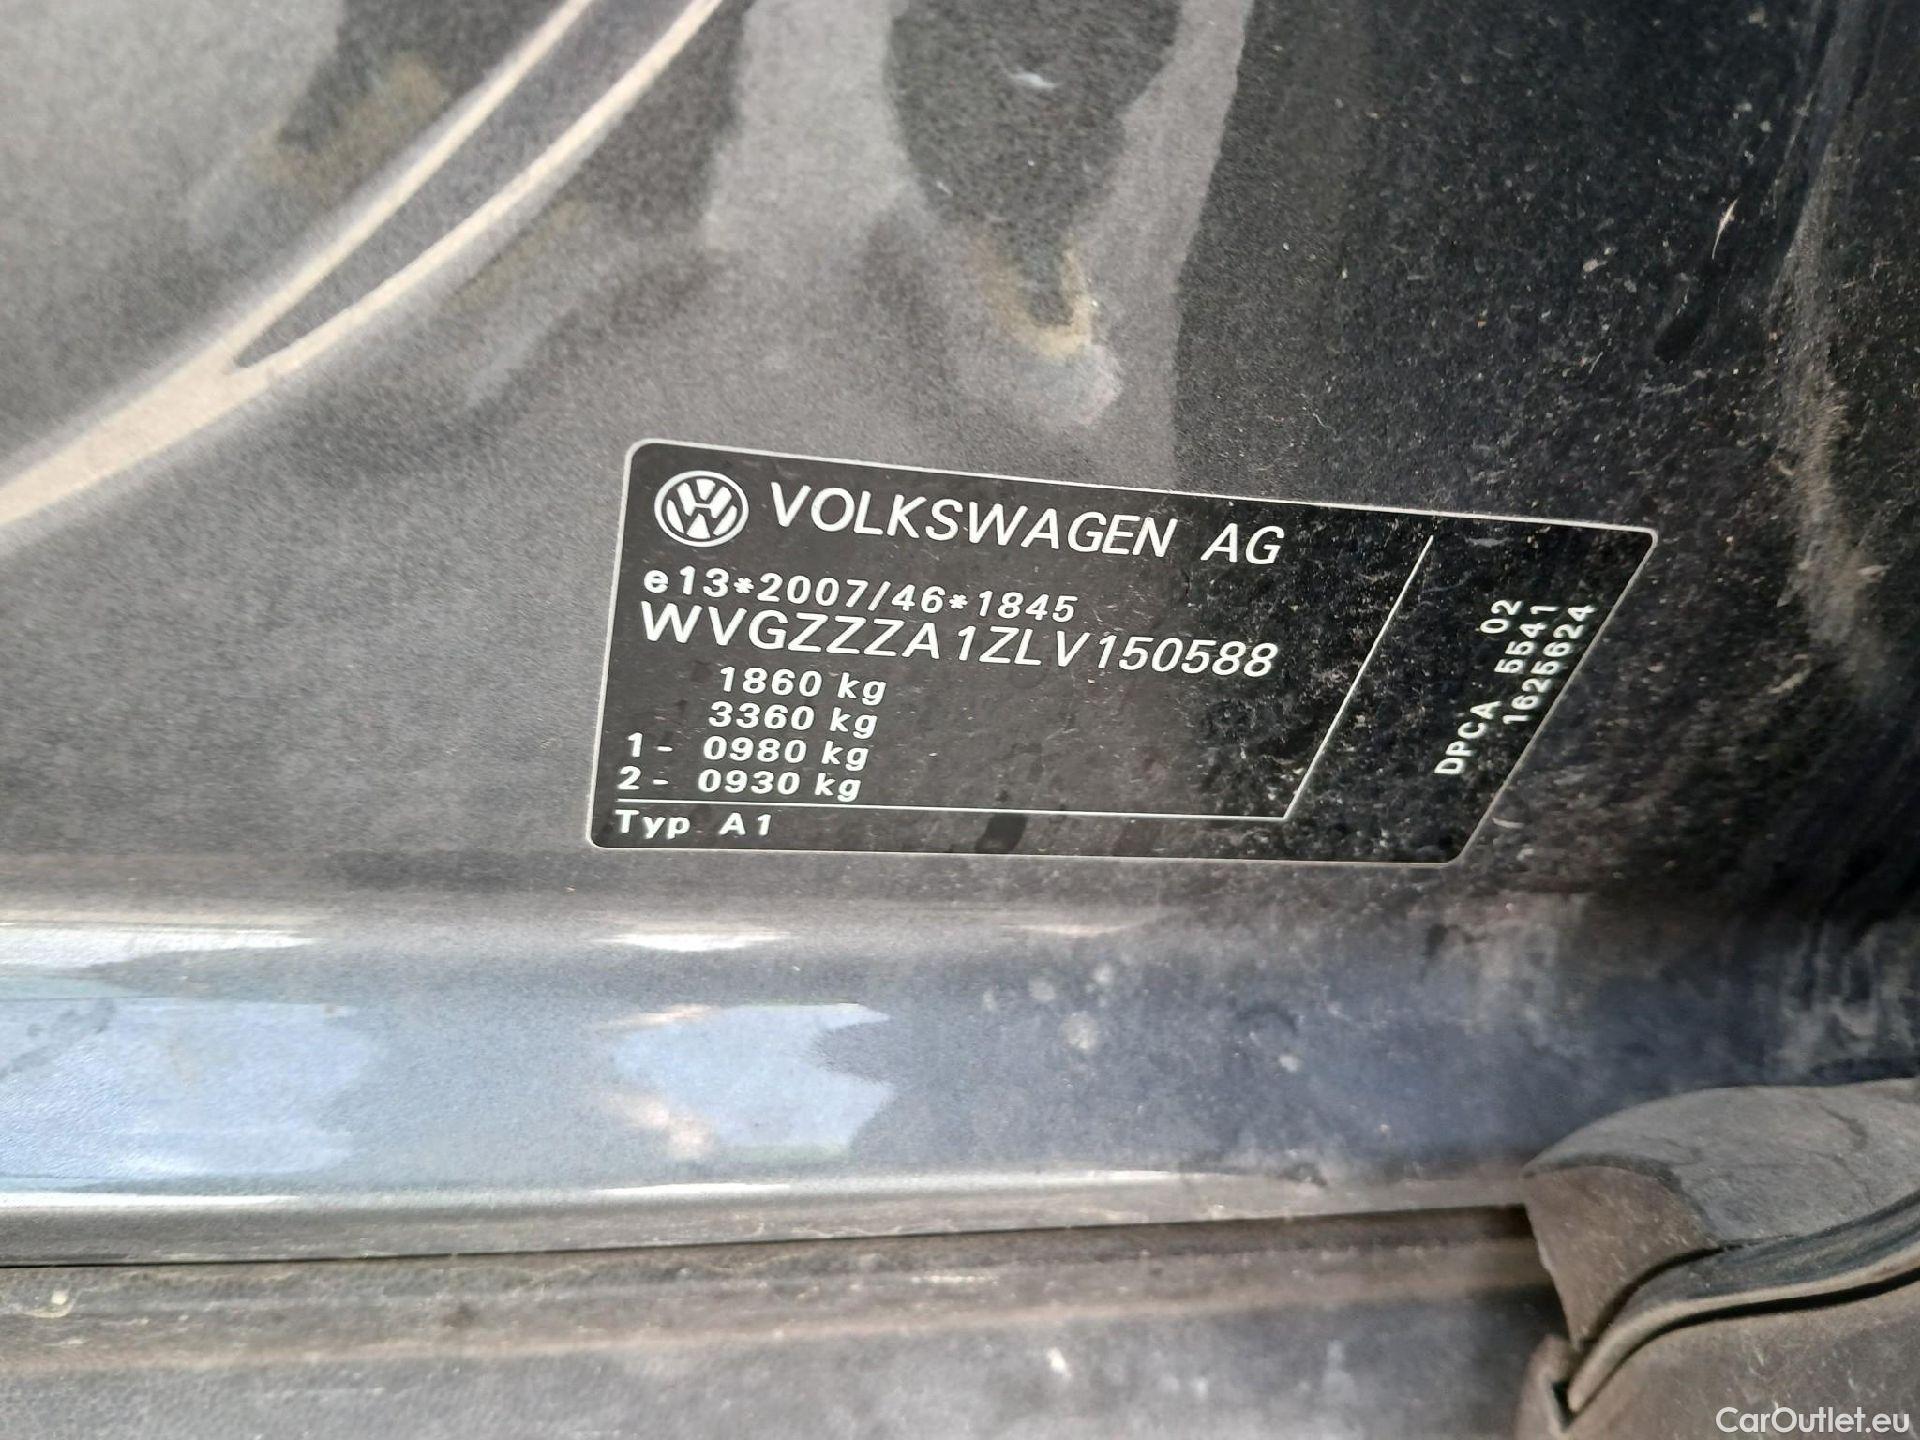 VOLKSWAGEN AG
e13*2007/46*1845
WVGZZZA1ZLV150588
1860 kg
3360 kg
1- 0980 kg
2- 0930 kg
Typ A1
02
DPCA 5541
1625624
CarOutlet.eu